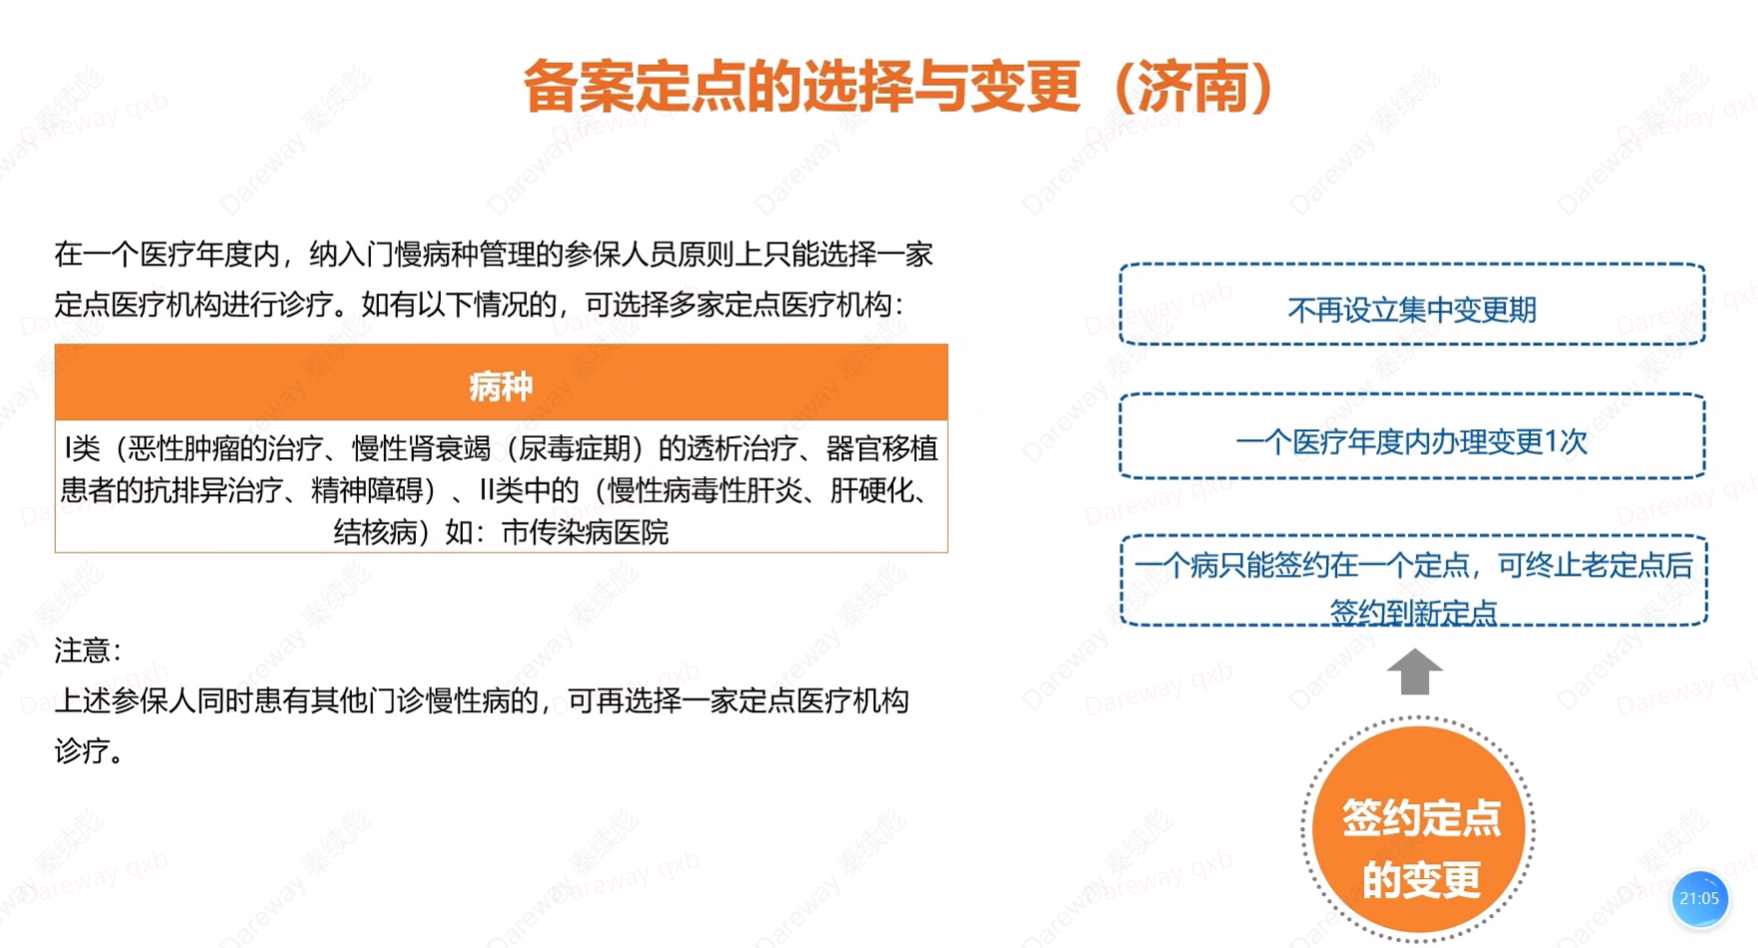 备案定点的选择与变更（济南）
在一个医疗年度内，纳入门慢病种管理的参保人员原则上只能选择一家
定点医疗机构进行诊疗。如有以下情况的，可选择多家定点医疗机构：
病种
I类（恶性肿瘤的治疗、慢性肾衰竭（尿毒症期）的透析治疗、器官移植
患者的抗排异治疗、精神障碍）、II类中的（慢性病毒性肝炎、肝硬化、
结核病）如：市传染病医院
注意：
上述参保人同时患有其他门诊慢性病的，可再选择一家定点医疗机构
诊疗。
不再设立集中变更期
一个医疗年度内办理变更1次
一个病只能签约在一个定点，可终止老定点后
签约到新定点
签约定点
的变更
21:05
Dareway 秦续彪
Dareway qxb